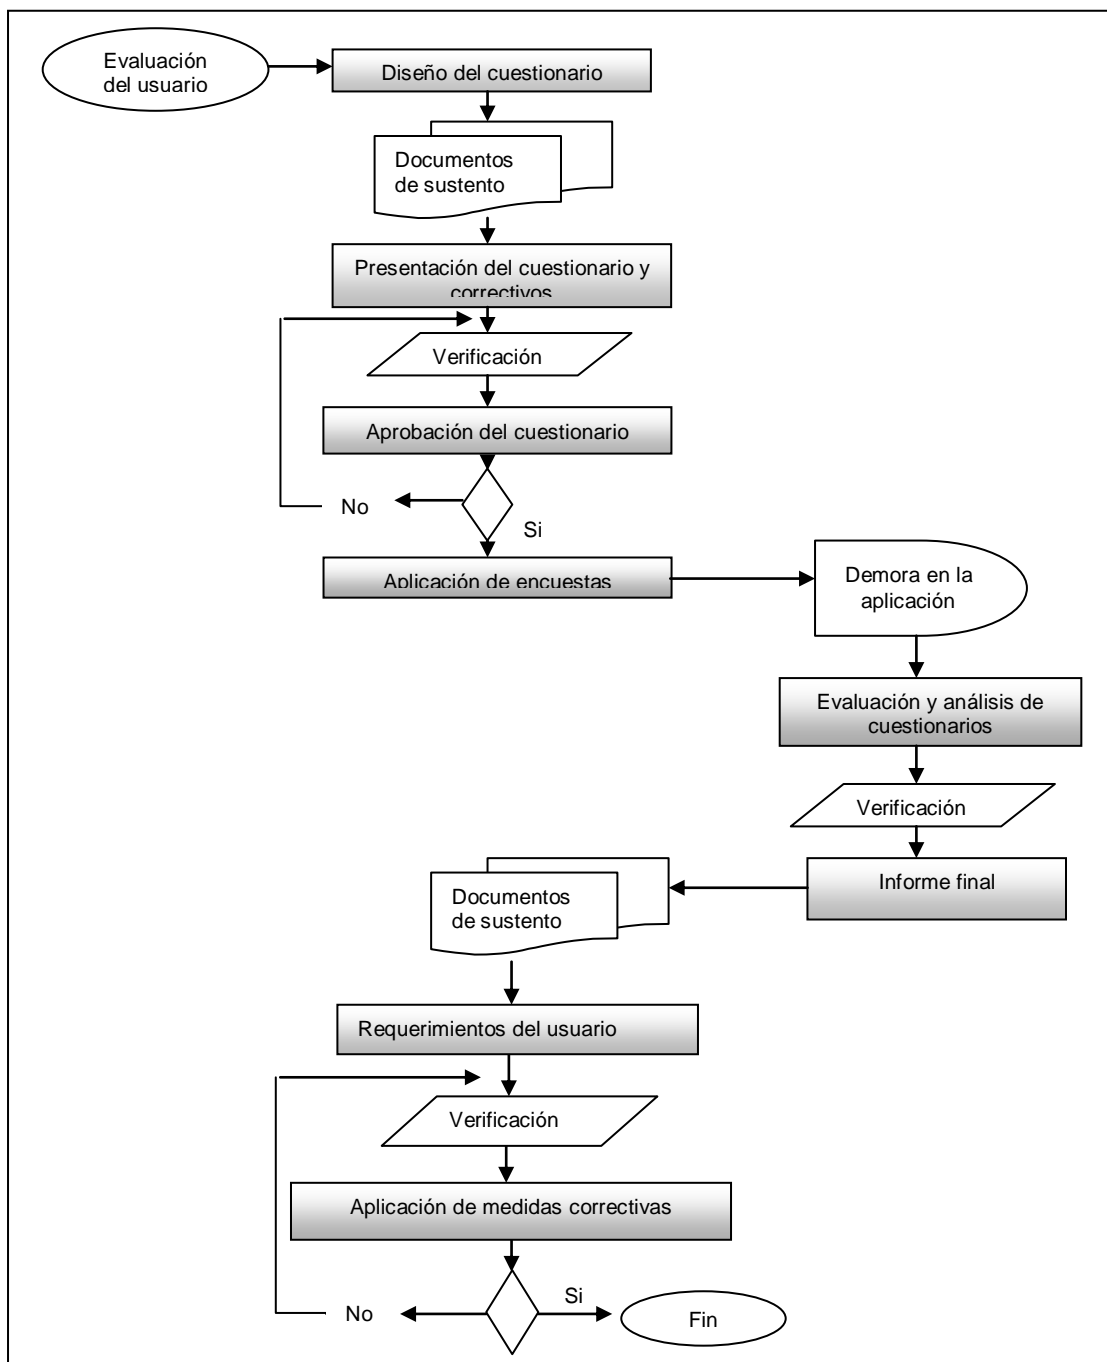 Evaluación
del usuario
Diseño del cuestionario
Documentos
de sustento
Presentación del cuestionario y
correctivos
Verificación
Aprobación del cuestionario
No
Si
Aplicación de encuestas
Demora en la
aplicación
Evaluación y análisis de
cuestionarios
Verificación
Informe final
Documentos
de sustento
Requerimientos del usuario
Verificación
Aplicación de medidas correctivas
No
Si
Fin